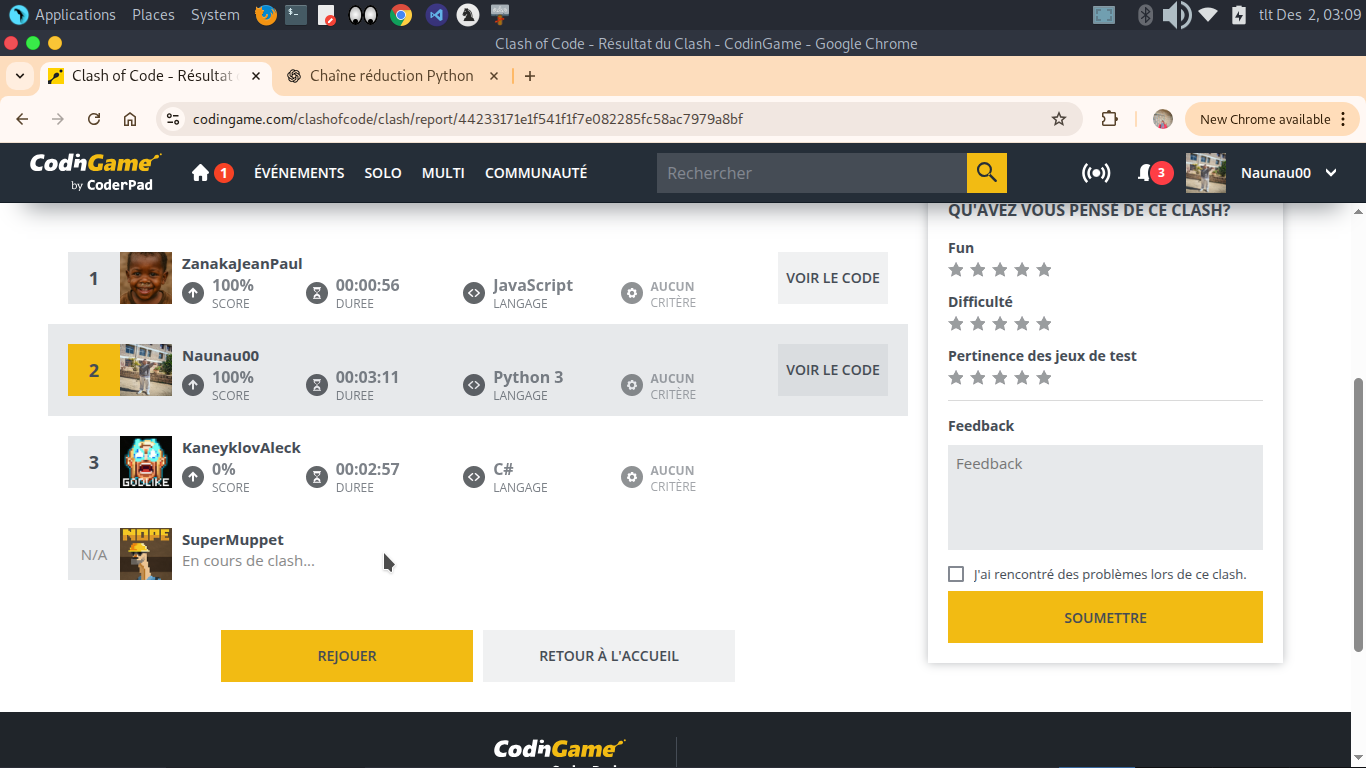 Applications Places System tlt Des 2, 03:09
Clash of Code - Résultat du Clash - CodinGame - Google Chrome
Clash of Code - Résultat Chaîne réduction Python
codingame.com/clashofcode/clash/report/44233171e1f541f1f7e082285fc58ac7979a8bf New Chrome available
CodinGame
by CoderPad
1 ÉVÉNEMENTS SOLO MULTI COMMUNAUTÉ Rechercher 3 Naunau00
QU'AVEZ VOUS PENSÉ DE CE CLASH?
1
ZanakaJeanPaul
100% 00:00:56 JavaScript AUCUN
SCORE DUREE LANGAGE CRITÈRE
VOIR LE CODE
2
Naunau00
100% 00:03:11 Python 3 AUCUN
SCORE DUREE LANGAGE CRITÈRE
VOIR LE CODE
3
KaneyklovAleck
0% 00:02:57 C# AUCUN
SCORE DUREE LANGAGE CRITÈRE
GODLIKE
N/A
NOPE
SuperMuppet
En cours de clash...
REJOUER RETOUR À L'ACCUEIL
Fun
Difficulté
Pertinence des jeux de test
Feedback
Feedback
J'ai rencontré des problèmes lors de ce clash.
SOUMETTRE
CodinGame